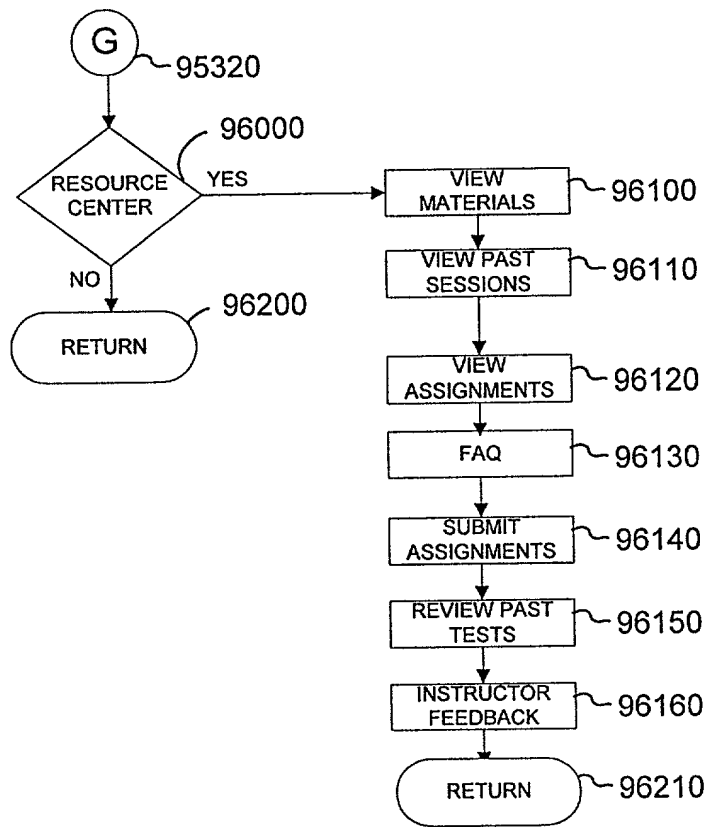 G
95320
96000
RESOURCE
CENTER
YES
NO
96200
RETURN
VIEW
MATERIALS
96100
VIEW PAST
SESSIONS
96110
VIEW
ASSIGNMENTS
96120
FAQ
96130
SUBMIT
ASSIGNMENTS
96140
REVIEW PAST
TESTS
96150
INSTRUCTOR
FEEDBACK
96160
RETURN
96210